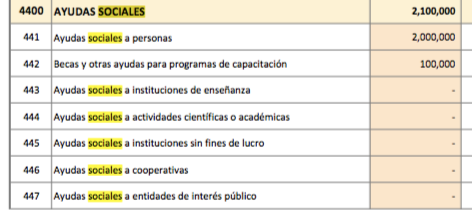 4400 AYUDAS SOCIALES 2,100,000
441 Ayudas sociales a personas 2,000,000
442 Becas y otras ayudas para programas de capacitación 100,000
443 Ayudas sociales a instituciones de enseñanza -
444 Ayudas sociales a actividades científicas o académicas -
445 Ayudas sociales a instituciones sin fines de lucro -
446 Ayudas sociales a cooperativas -
447 Ayudas sociales a entidades de interés público -